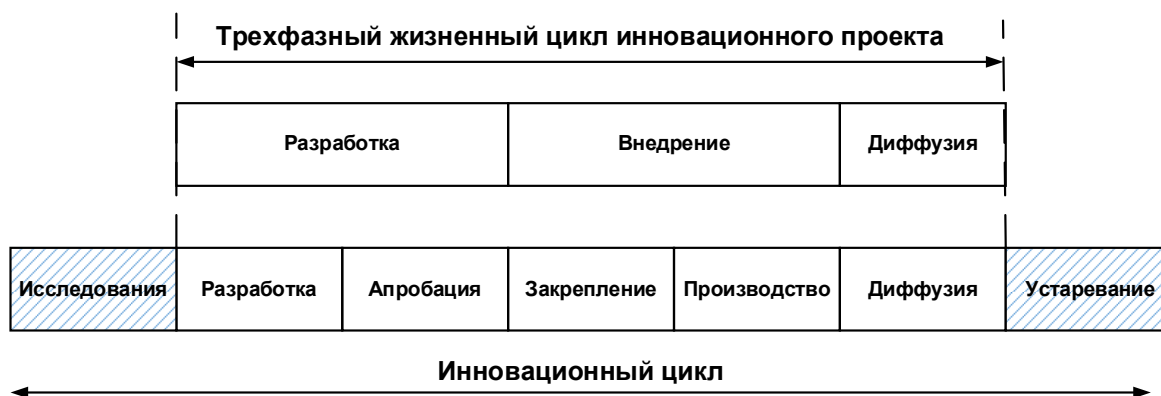 Трехфазный жизненный цикл инновационного проекта
Разработка Внедрение Диффузия
Исследования Разработка Апробация Закрепление Производство Диффузия Устаревание
Инновационный цикл